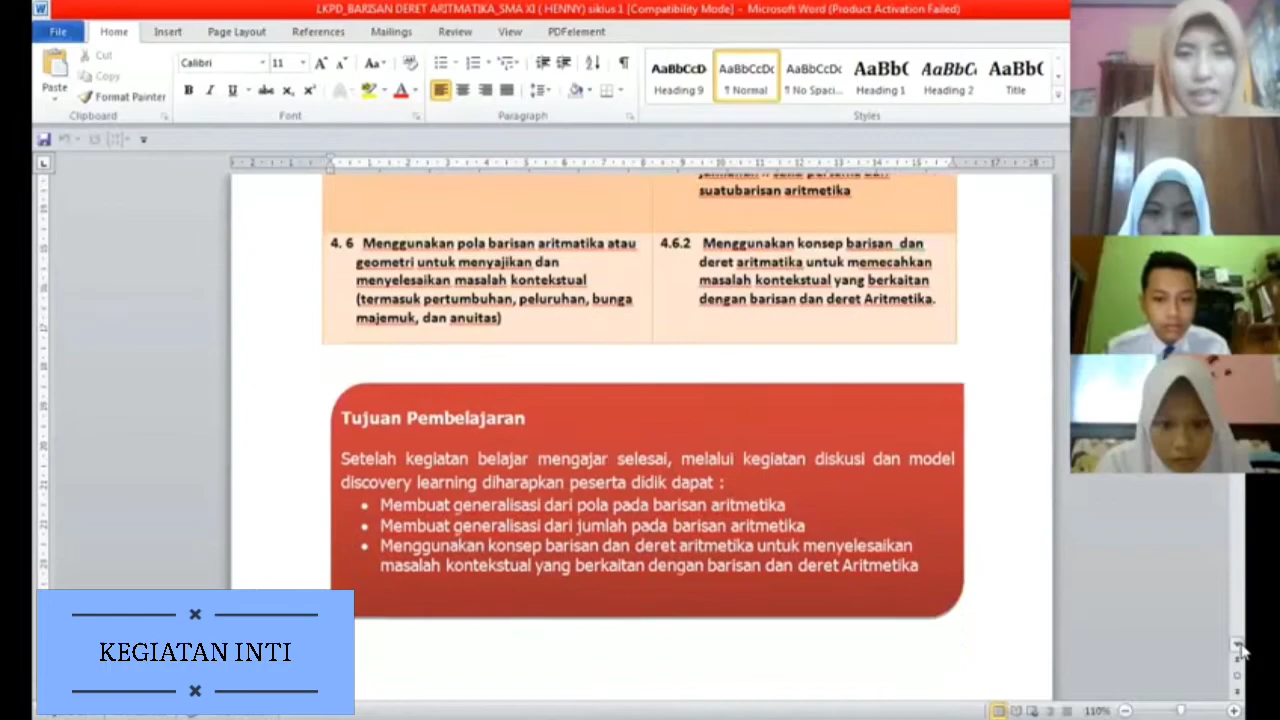 LKPD_BARISAN DERET ARITMATIKA_SMA XI ( HENNY) siklus 1 [Compatibility Mode] - Microsoft Word (Product Activation Failed)
File Home Insert Page Layout References Mailings Review View PDFelement
Cut
Copy
Paste
Format Painter
Calibri 11
AaBbCcD AaBbCcDc AaBbCcDc AaBb( AaBbC AaBb(
Heading 9 ¶ Normal ¶ No Spaci... Heading 1 Heading 2 Title
Clipboard Font Paragraph Styles
suatubarisan aritmetika
4. 6 Menggunakan pola barisan aritmatika atau
geometri untuk menyajikan dan
menyelesaikan masalah kontekstual
(termasuk pertumbuhan, peluruhan, bunga
majemuk, dan anuitas)
4.6.2 Menggunakan konsep barisan dan
deret aritmatika untuk memecahkan
masalah kontekstual yang berkaitan
dengan barisan dan deret Aritmetika.
Tujuan Pembelajaran
Setelah kegiatan belajar mengajar selesai, melalui kegiatan diskusi dan model
discovery learning diharapkan peserta didik dapat :
• Membuat generalisasi dari pola pada barisan aritmetika
• Membuat generalisasi dari jumlah pada barisan aritmetika
• Menggunakan konsep barisan dan deret aritmetika untuk menyelesaikan
masalah kontekstual yang berkaitan dengan barisan dan deret Aritmetika
KEGIATAN INTI
110%